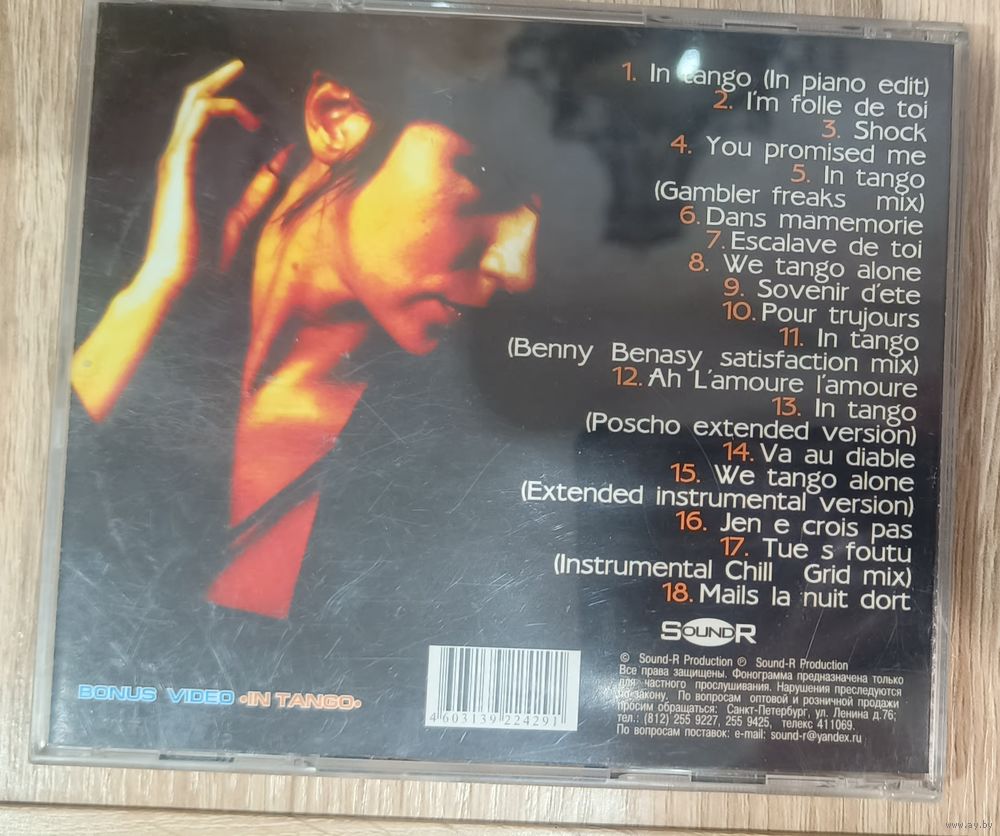 1. In tango (In piano edit)
2. I'm folle de toi
3. Shock
4. You promised me
5. In tango
(Gambler freaks mix)
6. Dans mamemorie
7. Escalave de toi
8. We tango alone
9. Sovenir d'ete
10. Pour trujours
11. In tango
(Benny Benasy satisfaction mix)
12. Ah L'amoure l'amoure
13. In tango
(Poscho extended version)
14. Va au diable
15. We tango alone
(Extended instrumental version)
16. Jen e crois pas
17. Tue s foutu
(Instrumental Chill Grid mix)
18. Mails la nuit dort
SOUNDR
© Sound-R Production ℗ Sound-R Production
Все права защищены. Фонограмма предназначена только
для частного прослушивания. Нарушения преследуются
по закону. По вопросам оптовой и розничной продажи
просим обращаться: Санкт-Петербург, ул. Ленина д.76;
тел.: (812) 255 9227, 255 9425, телекс 411069.
По вопросам поставок: e-mail: sound-r@yandex.ru
BONUS VIDEO «IN TANGO»
4 603139 224291
www.ay.by